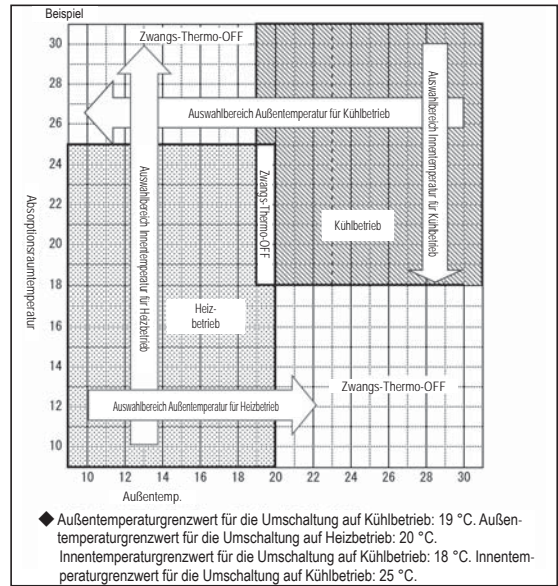 Beispiel
Zwangs-Thermo-OFF
30
28
26
24
22
20
18
16
14
12
10
Absorptionsraumtemperatur
Auswahlbereich Außentemperatur für Kühlbetrieb
Auswahlbereich Innentemperatur für Kühlbetrieb
Auswahlbereich Innentemperatur für Heizbetrieb
Zwangs-Thermo-OFF
Kühlbetrieb
Heiz-
betrieb
Zwangs-Thermo-OFF
Auswahlbereich Außentemperatur für Heizbetrieb
10 12 14 16 18 20 22 24 26 28 30
Außentemp.
◆ Außentemperaturgrenzwert für die Umschaltung auf Kühlbetrieb: 19 °C. Außen-
temperaturgrenzwert für die Umschaltung auf Heizbetrieb: 20 °C.
Innentemperaturgrenzwert für die Umschaltung auf Kühlbetrieb: 18 °C. Innentem-
peraturgrenzwert für die Umschaltung auf Kühlbetrieb: 25 °C.